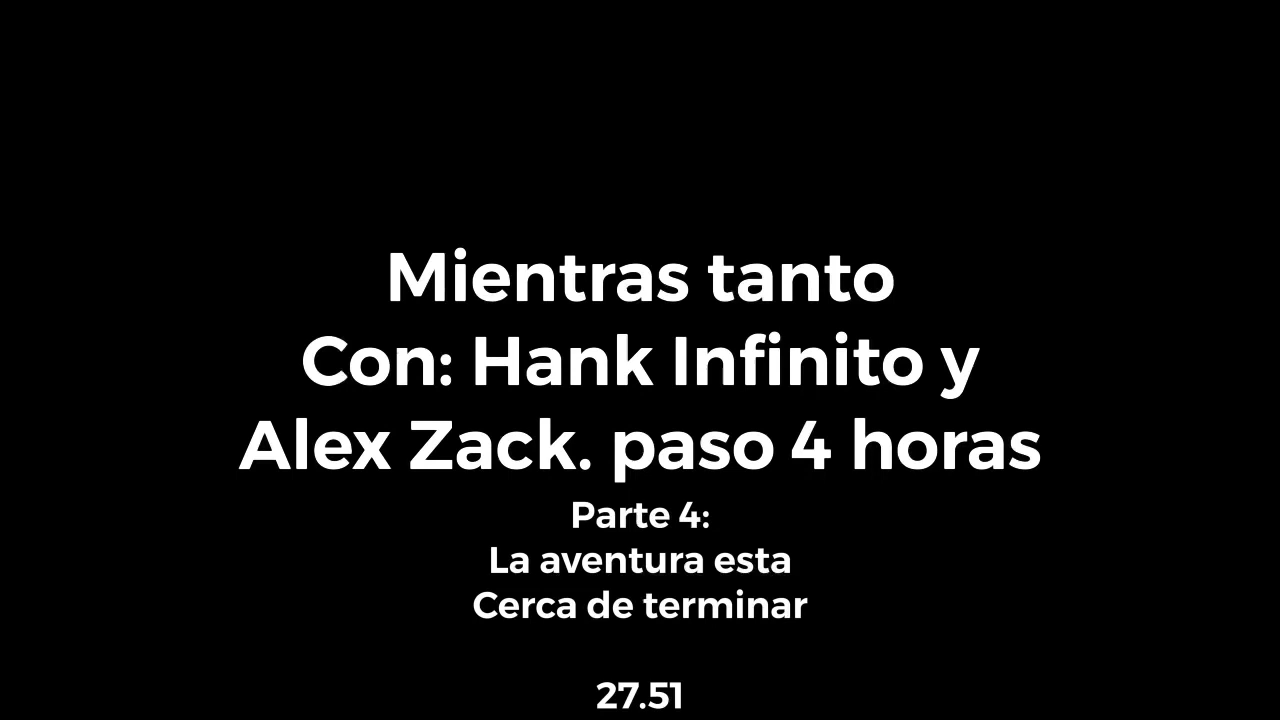 Mientras tanto
Con: Hank Infinito y
Alex Zack. paso 4 horas
Parte 4:
La aventura esta
Cerca de terminar
27.51